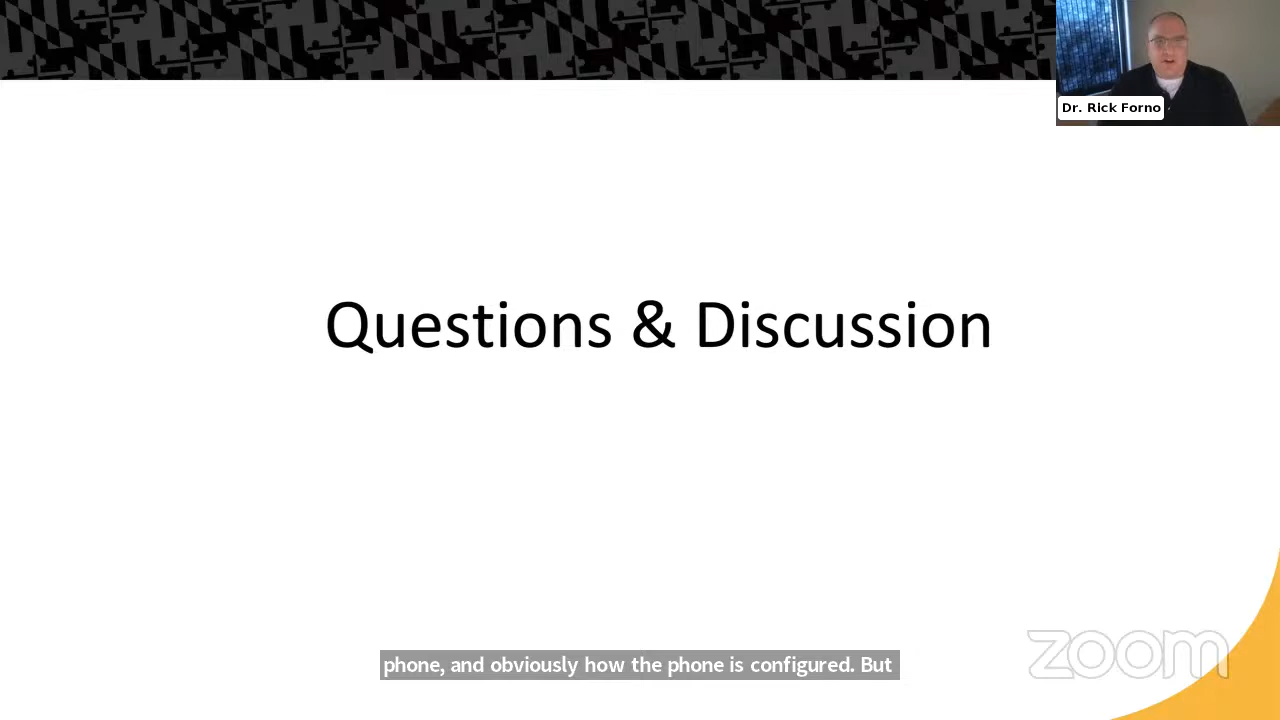 Dr. Rick Forno
Questions & Discussion
zoom
phone, and obviously how the phone is configured. But